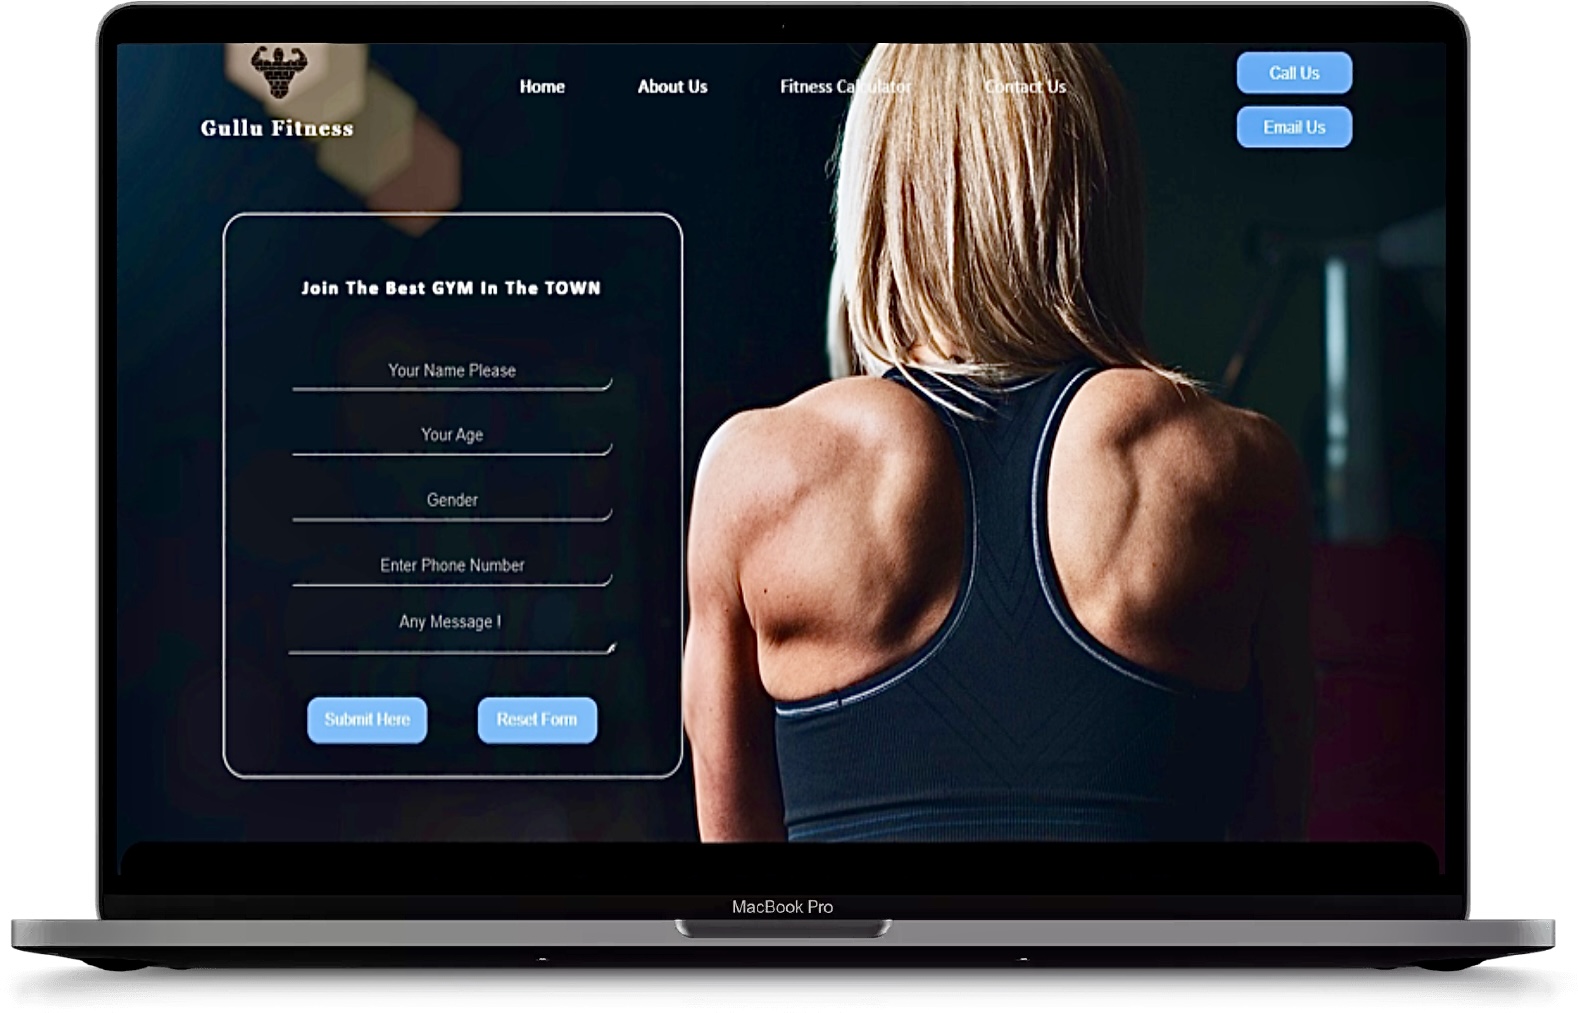 Gullu Fitness
Home
About Us
Fitness Calculator
Contact Us
Call Us
Email Us
Join The Best GYM In The TOWN
Your Name Please
Your Age
Gender
Enter Phone Number
Any Message !
Submit Here
Reset Form
MacBook Pro